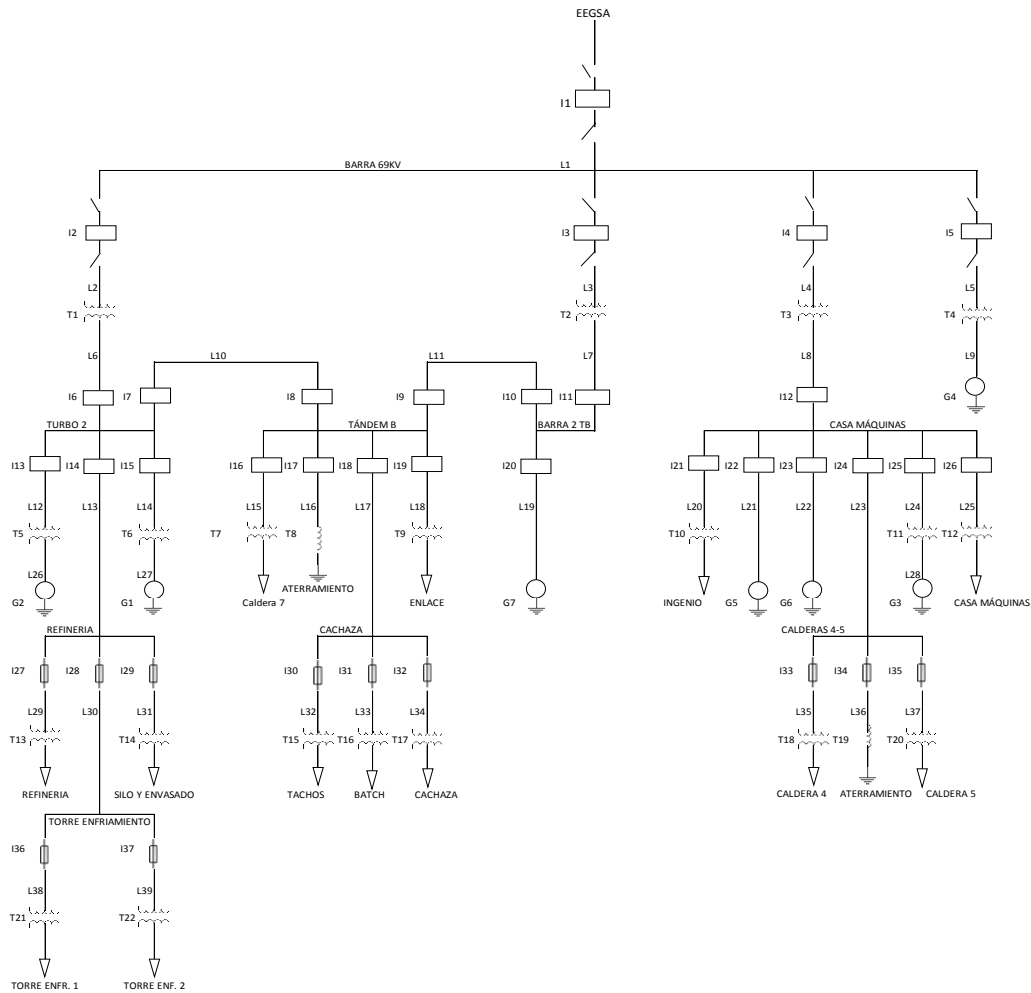 EEGSA
I1
BARRA 69KV L1
I2 I3 I4 I5
L2 L3 L4 L5
T1 T2 T3 T4
L6 L10 L11 L7 L8 L9
I6 I7 I8 I9 I10 I11 I12 G4
TURBO 2 TÁNDEM B BARRA 2 TB CASA MÁQUINAS
I13 I14 I15 I16 I17 I18 I19 I20 I21 I22 I23 I24 I25 I26
L12 L13 L14 L15 L16 L17 L18 L19 L20 L21 L22 L23 L24 L25
T5 T6 T7 T8 T9 T10 T11 T12
L26 L27 L28
ATERRAMIENTO
G2 G1 Caldera 7 ENLACE G7 INGENIO G5 G6 G3 CASA MÁQUINAS
REFINERIA CACHAZA CALDERAS 4-5
I27 I28 I29 I30 I31 I32 I33 I34 I35
L29 L30 L31 L32 L33 L34 L35 L36 L37
T13 T14 T15 T16 T17 T18 T19 T20
REFINERIA SILO Y ENVASADO TACHOS BATCH CACHAZA CALDERA 4 ATERRAMIENTO CALDERA 5
TORRE ENFRIAMIENTO
I36 I37
L38 L39
T21 T22
TORRE ENFR. 1 TORRE ENF. 2